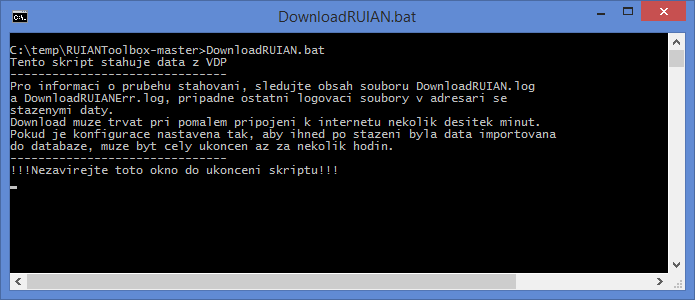 DownloadRUIAN.bat
C:\temp\RUIANToolbox-master>DownloadRUIAN.bat
Tento skript stahuje data z VDP
-------------------------------
Pro informaci o prubehu stahovani, sledujte obsah souboru DownloadRUIAN.log
a DownloadRUIANErr.log, pripadne ostatni logovaci soubory v adresari se
stazenymi daty.
Download muze trvat pri pomalem pripojeni k internetu nekolik desitek minut.
Pokud je konfigurace nastavena tak, aby ihned po stazeni byla data importovana
do databaze, muze byt cely ukoncen az za nekolik hodin.
-------------------------------
!!!Nezavirejte toto okno do ukonceni skriptu!!!